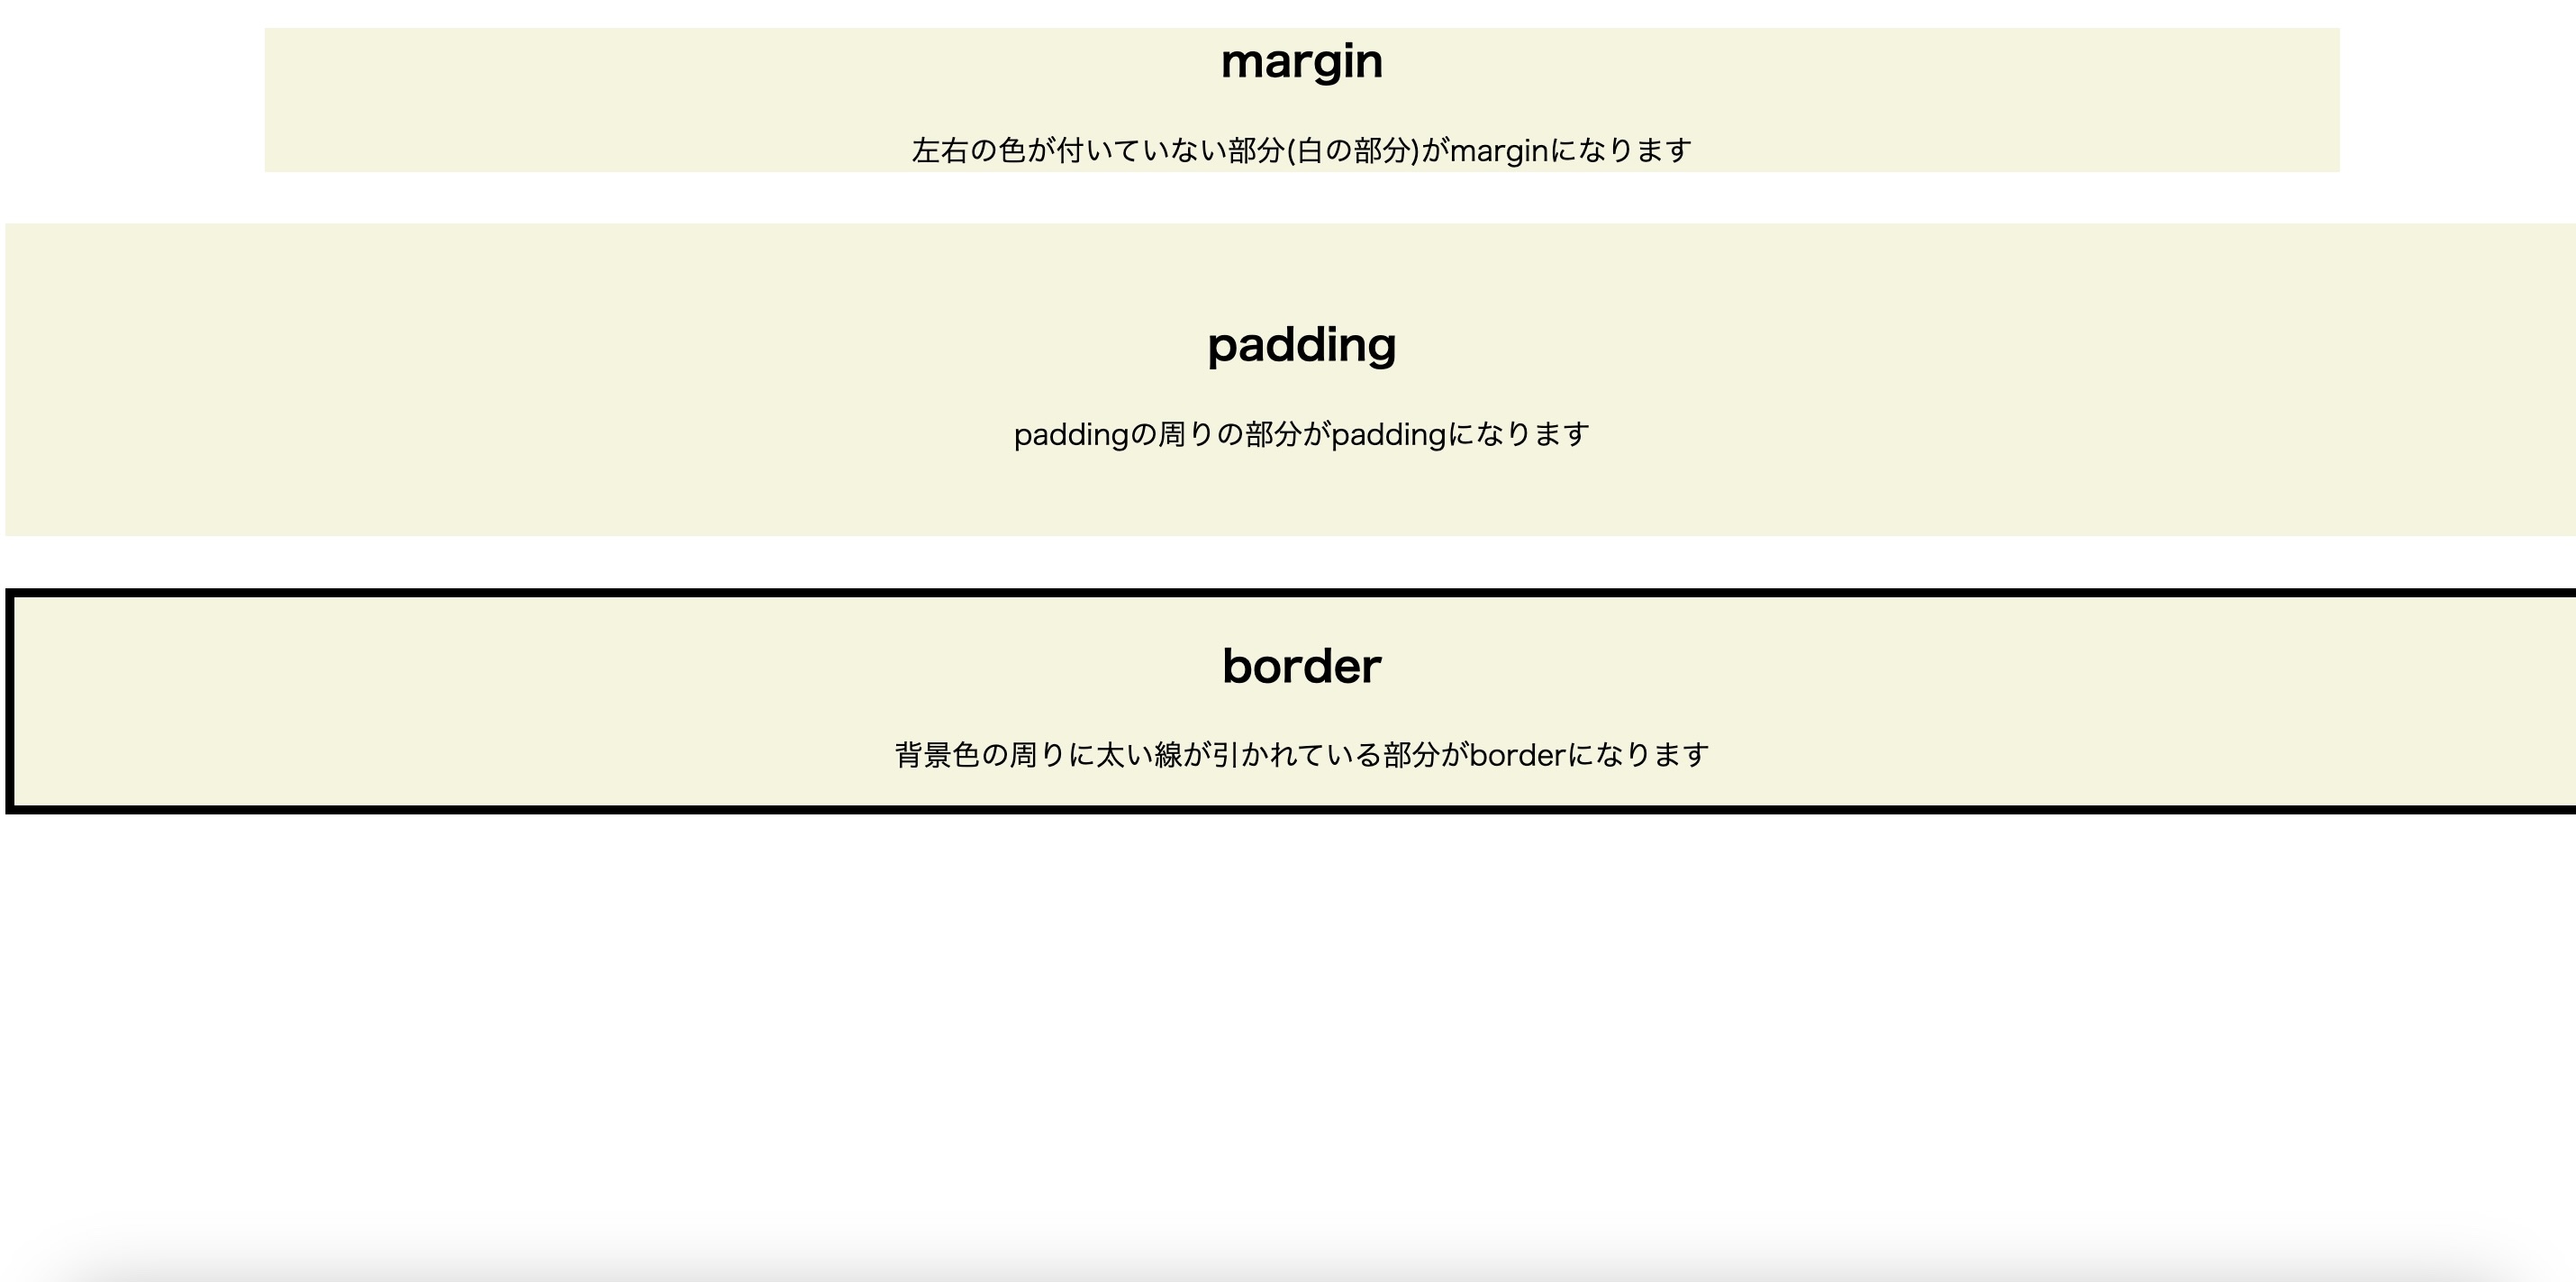 margin
左右の色が付いていない部分(白の部分)がmarginになります
padding
paddingの周りの部分がpaddingになります
border
背景色の周りに太い線が引かれている部分がborderになります